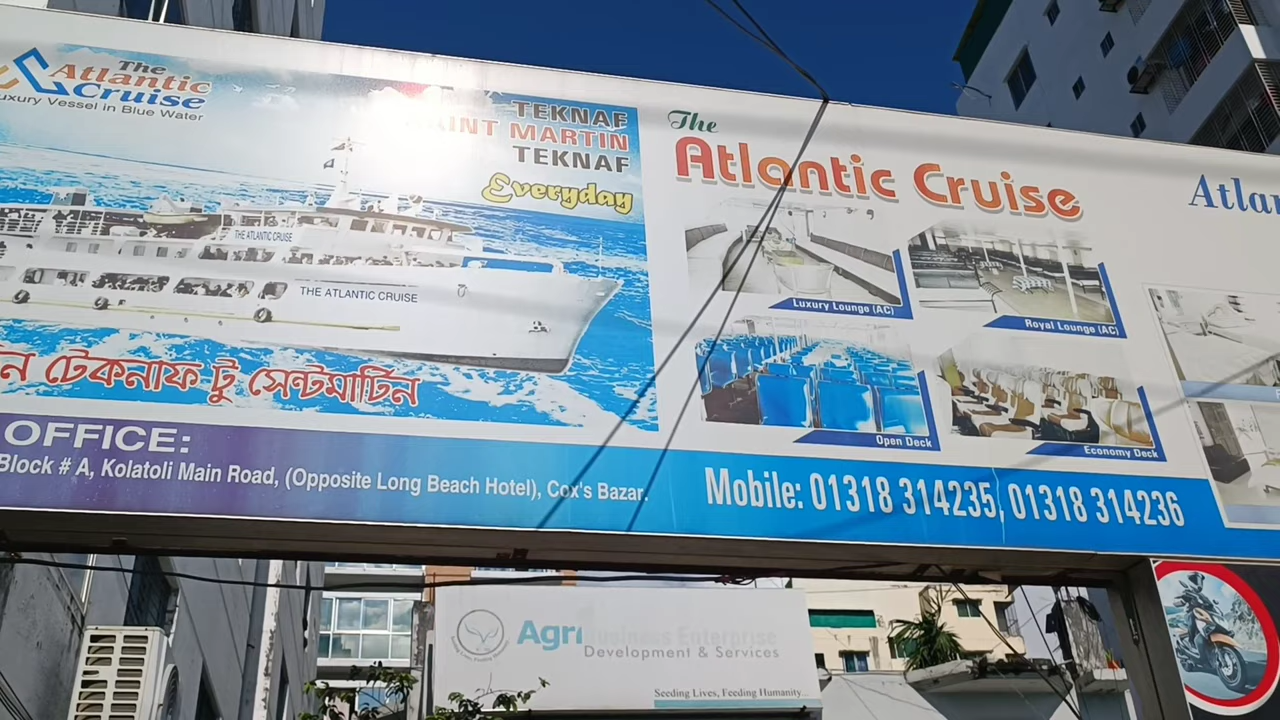 The
Atlantic
Cruise
Luxury Vessel in Blue Water
TEKNAF
SAINT MARTIN
TEKNAF
Everyday
THE ATLANTIC CRUISE
THE ATLANTIC CRUISE
টেকনাফ টু সেন্টমার্টিন
OFFICE:
Block # A, Kolatoli Main Road, (Opposite Long Beach Hotel), Cox's Bazar.
The
Atlantic Cruise
Luxury Lounge (AC)
Royal Lounge (AC)
Open Deck
Economy Deck
Mobile: 01318 314235, 01318 314236
Atlan
Agri Business Enterprise
Development & Services
Seeding Lives, Feeding Humanity...